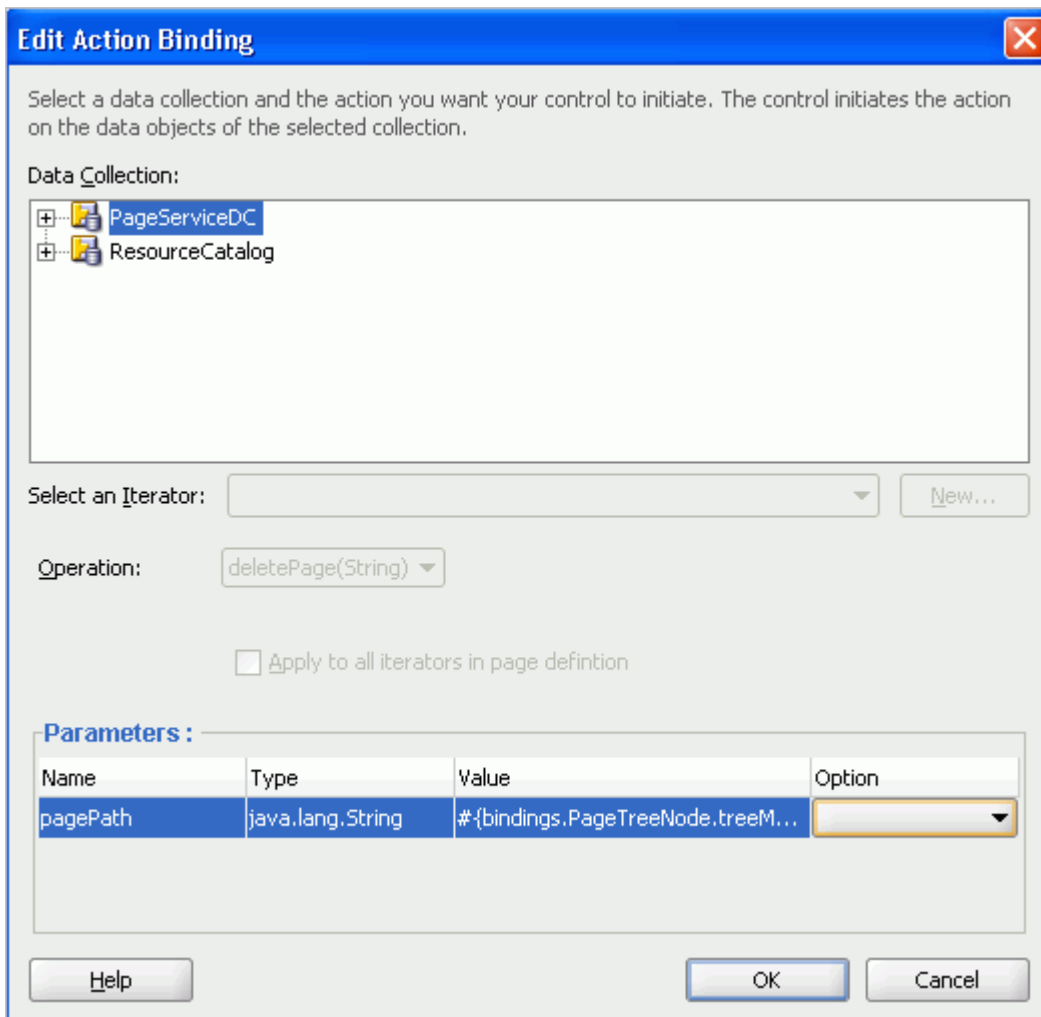 Edit Action Binding
Select a data collection and the action you want your control to initiate. The control initiates the action
on the data objects of the selected collection.
Data Collection:
PageServiceDC
ResourceCatalog
Select an Iterator:
New...
Operation: deletePage(String)
Apply to all iterators in page defintion
Parameters :
Name Type Value Option
pagePath java.lang.String #{bindings.PageTreeNode.treeM...
Help OK Cancel